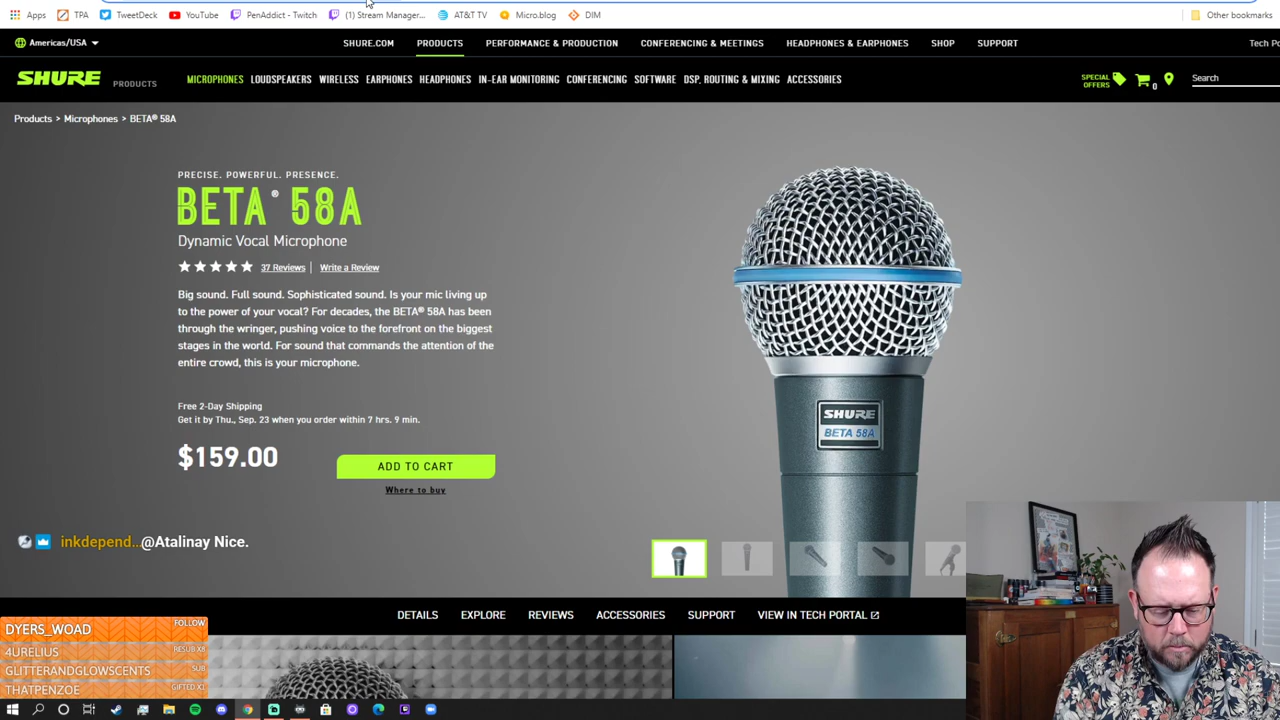 Apps
TPA
TweetDeck
YouTube
PenAddict - Twitch
(1) Stream Manager...
AT&T TV
Micro.blog
DIM
Other bookmarks
Americas/USA
SHURE.COM
PRODUCTS
PERFORMANCE & PRODUCTION
CONFERENCING & MEETINGS
HEADPHONES & EARPHONES
SHOP
SUPPORT
Tech Po
SHURE
PRODUCTS
MICROPHONES
LOUDSPEAKERS
WIRELESS
EARPHONES
HEADPHONES
IN-EAR MONITORING
CONFERENCING
SOFTWARE
DSP, ROUTING & MIXING
ACCESSORIES
SPECIAL
OFFERS
0
Search
Products > Microphones > BETA® 58A
PRECISE. POWERFUL. PRESENCE.
BETA® 58A
Dynamic Vocal Microphone
37 Reviews | Write a Review
Big sound. Full sound. Sophisticated sound. Is your mic living up
to the power of your vocal? For decades, the BETA® 58A has been
through the wringer, pushing voice to the forefront on the biggest
stages in the world. For sound that commands the attention of the
entire crowd, this is your microphone.
Free 2-Day Shipping
Get it by Thu., Sep. 23 when you order within 7 hrs. 9 min.
$159.00
ADD TO CART
Where to buy
SHURE
BETA 58A
inkdepend...@Atalinay Nice.
DETAILS
EXPLORE
REVIEWS
ACCESSORIES
SUPPORT
VIEW IN TECH PORTAL
DYERS_WOAD FOLLOW
4URELIUS RESUB X8
GLITTERANDGLOWSCENTS SUB
THATPENZOE GIFTED X1